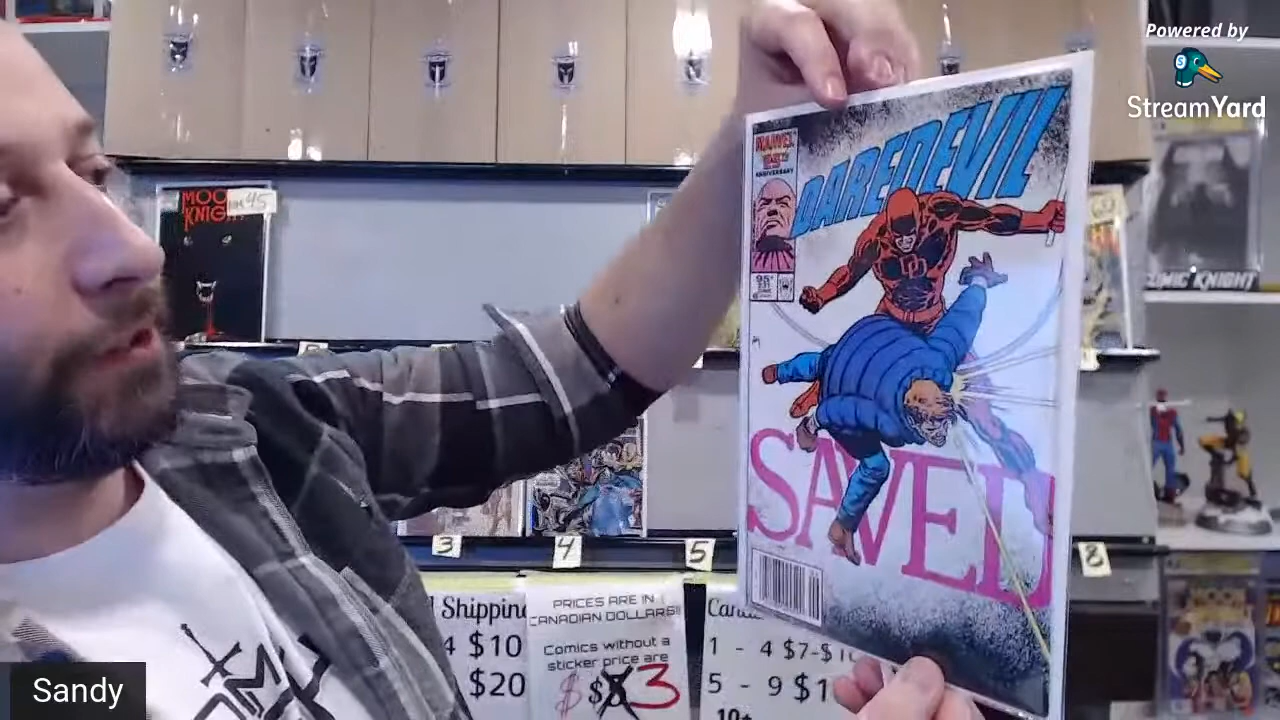 Powered by
StreamYard
MARVEL
25TH
ANNIVERSARY
DAREDEVIL
95¢
DD
SAVED
MOON
KNIGHT
45
COMIC KNIGHT
3
4
5
8
Shipping
4 $10
$20
PRICES ARE IN
CANADIAN DOLLARS!!
Comics without a
sticker price are
$ $ 3
1 - 4 $7-$10
5 - 9 $1
10+
Sandy